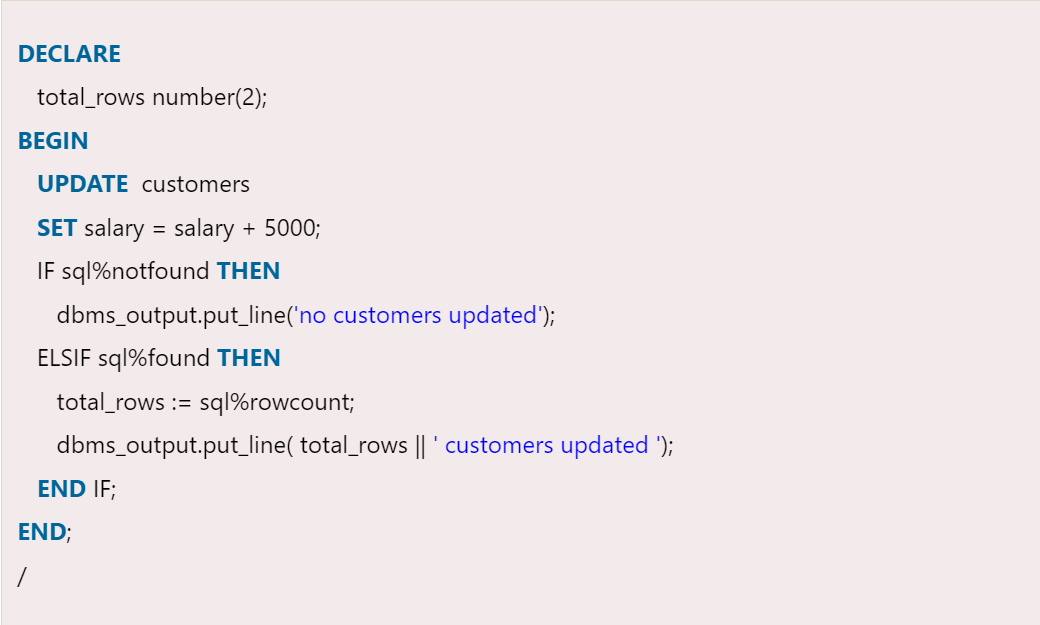 DECLARE
total_rows number(2);
BEGIN
UPDATE  customers
SET salary = salary + 5000;
IF sql%notfound THEN
dbms_output.put_line('no customers updated');
ELSIF sql%found THEN
total_rows := sql%rowcount;
dbms_output.put_line( total_rows || ' customers updated ');
END IF;
END;
/